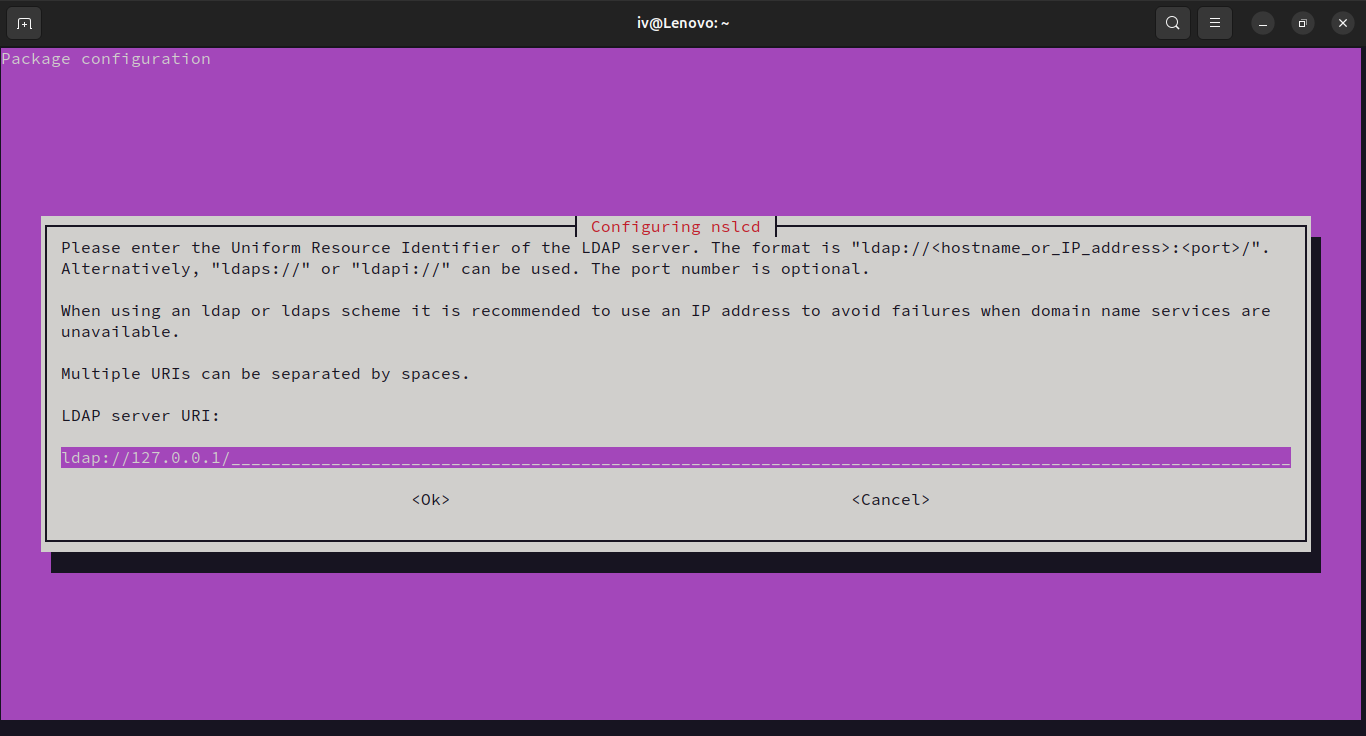 iv@Lenovo: ~
Package configuration
Configuring nslcd
Please enter the Uniform Resource Identifier of the LDAP server. The format is "ldap://<hostname_or_IP_address>:<port>/".
Alternatively, "ldaps://" or "ldapi://" can be used. The port number is optional.
When using an ldap or ldaps scheme it is recommended to use an IP address to avoid failures when domain name services are
unavailable.
Multiple URIs can be separated by spaces.
LDAP server URI:
ldap://127.0.0.1/__________________________________________________________________________________________________________
<Ok> <Cancel>